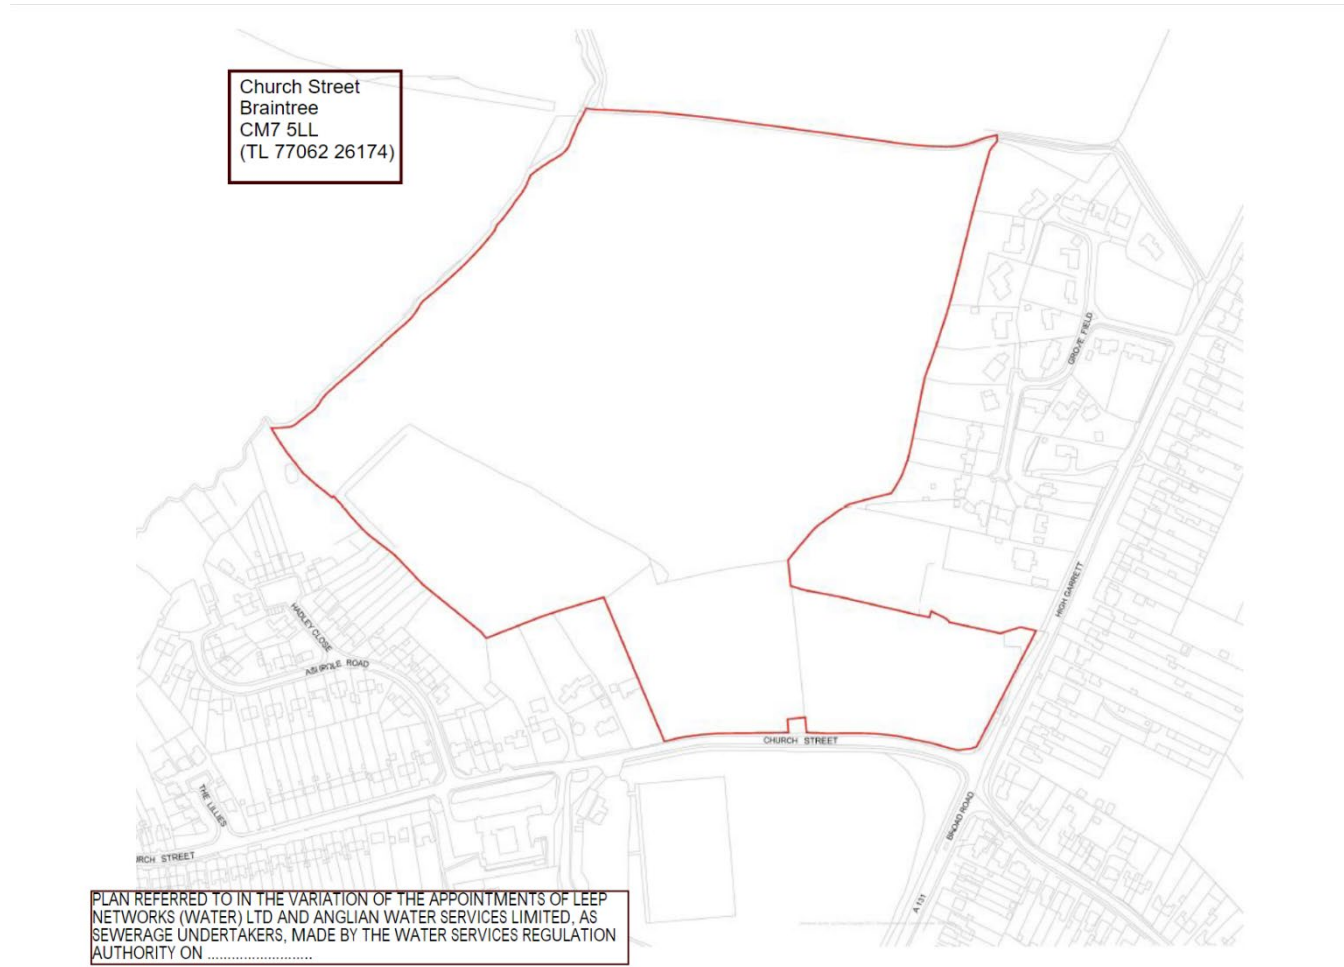 Church Street
Braintree
CM7 5LL
(TL 77062 26174)
GROVE FIELD
HIGH GARRETT
HADLEY CLOSE
ASHPOLE ROAD
CHURCH STREET
THE LILLIES
BROAD ROAD
RCH STREET
A 131
PLAN REFERRED TO IN THE VARIATION OF THE APPOINTMENTS OF LEEP
NETWORKS (WATER) LTD AND ANGLIAN WATER SERVICES LIMITED, AS
SEWERAGE UNDERTAKERS, MADE BY THE WATER SERVICES REGULATION
AUTHORITY ON ..........................